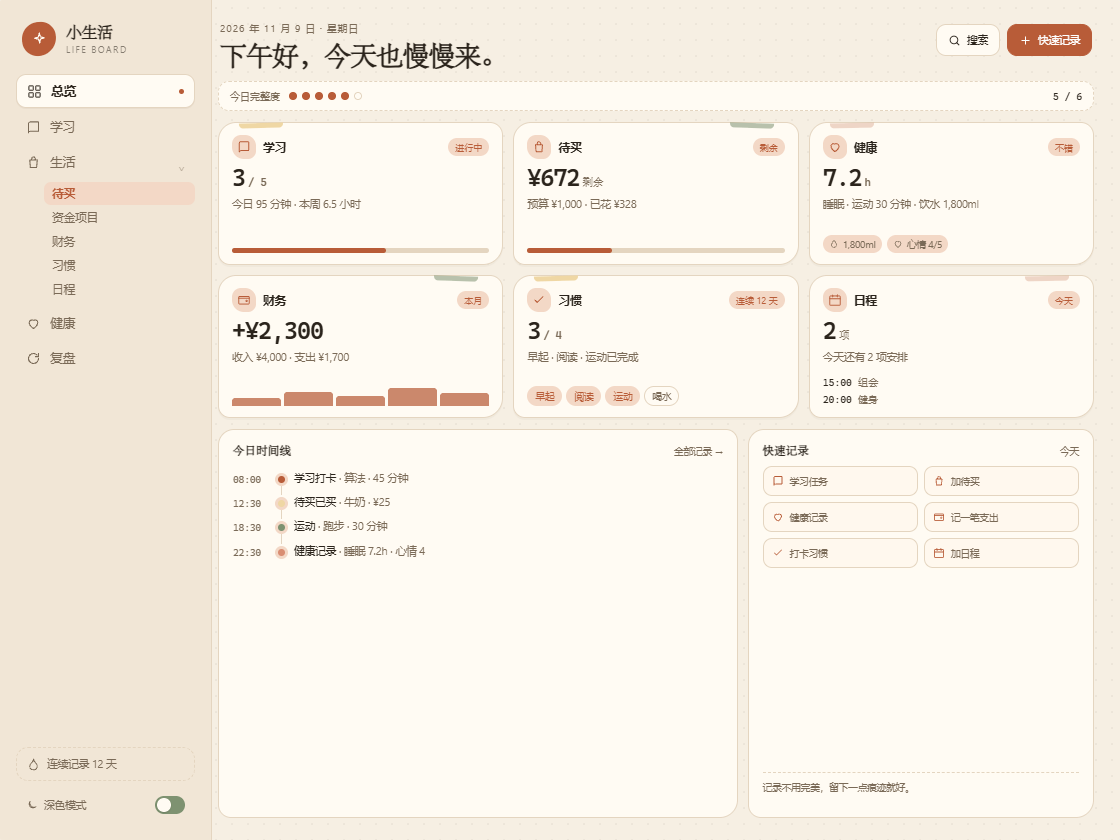 小生活
LIFE BOARD
总览
学习
生活
待买
资金项目
财务
习惯
日程
健康
复盘
连续记录 12 天
深色模式
2026 年 11 月 9 日 · 星期日
下午好，今天也慢慢来。
搜索
快速记录
今日完整度
5 / 6
学习
进行中
3 / 5
今日 95 分钟 · 本周 6.5 小时
待买
剩余
¥672 剩余
预算 ¥1,000 · 已花 ¥328
健康
不错
7.2 h
睡眠 · 运动 30 分钟 · 饮水 1,800ml
1,800ml
心情 4/5
财务
本月
+¥2,300
收入 ¥4,000 · 支出 ¥1,700
习惯
连续 12 天
3 / 4
早起 · 阅读 · 运动已完成
早起
阅读
运动
喝水
日程
今天
2 项
今天还有 2 项安排
15:00 组会
20:00 健身
今日时间线
全部记录 →
08:00 学习打卡 · 算法 · 45 分钟
12:30 待买已买 · 牛奶 · ¥25
18:30 运动 · 跑步 · 30 分钟
22:30 健康记录 · 睡眠 7.2h · 心情 4
快速记录
今天
学习任务
加待买
健康记录
记一笔支出
打卡习惯
加日程
记录不用完美，留下一点痕迹就好。